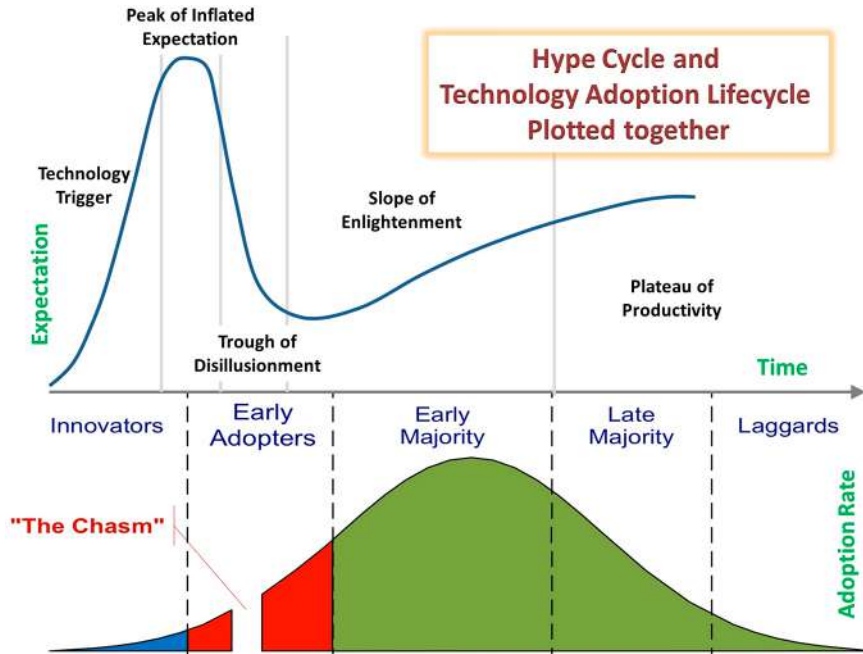 Peak of Inflated
Expectation
Hype Cycle and
Technology Adoption Lifecycle
Plotted together
Technology
Trigger
Slope of
Enlightenment
Expectation
Plateau of
Productivity
Trough of
Disillusionment
Time
Innovators
Early
Adopters
Early
Majority
Late
Majority
Laggards
"The Chasm"
Adoption Rate